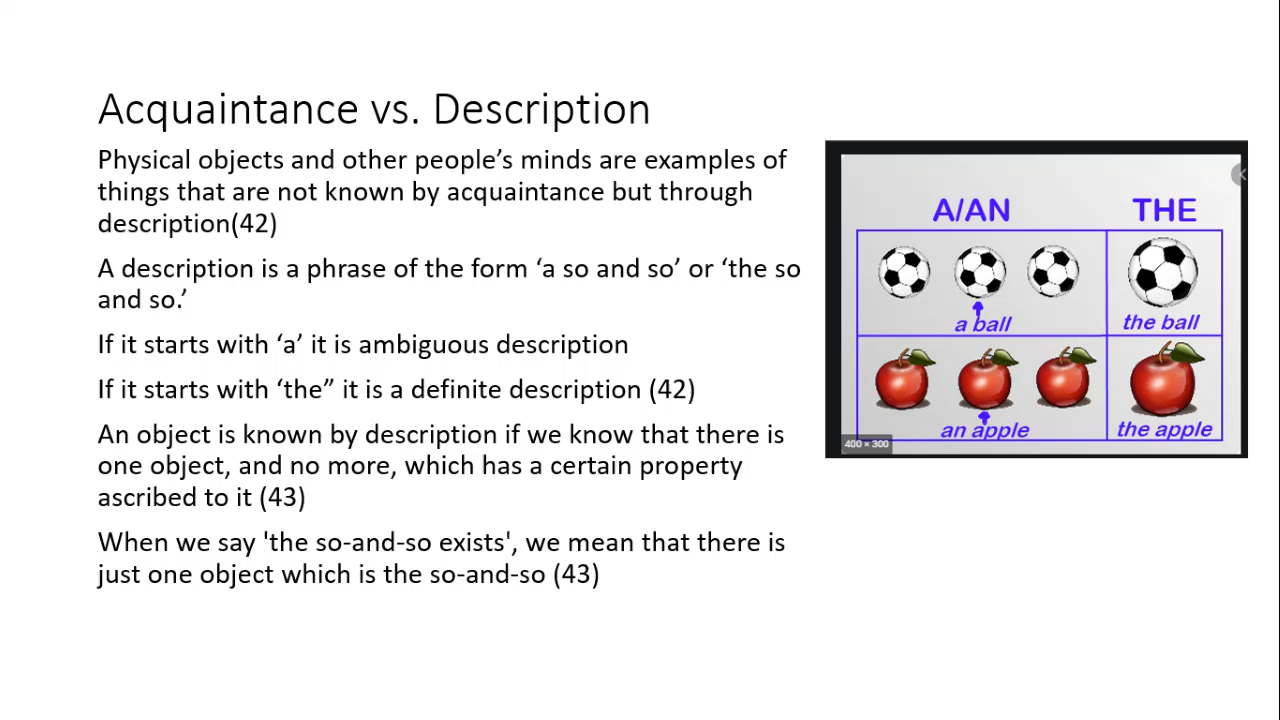 Acquaintance vs. Description
Physical objects and other people’s minds are examples of
things that are not known by acquaintance but through
description(42)
A description is a phrase of the form ‘a so and so’ or ‘the so
and so.’
If it starts with ‘a’ it is ambiguous description
If it starts with ‘the” it is a definite description (42)
An object is known by description if we know that there is
one object, and no more, which has a certain property
ascribed to it (43)
When we say 'the so-and-so exists', we mean that there is
just one object which is the so-and-so (43)
A/AN THE
a ball the ball
an apple the apple
400 × 300